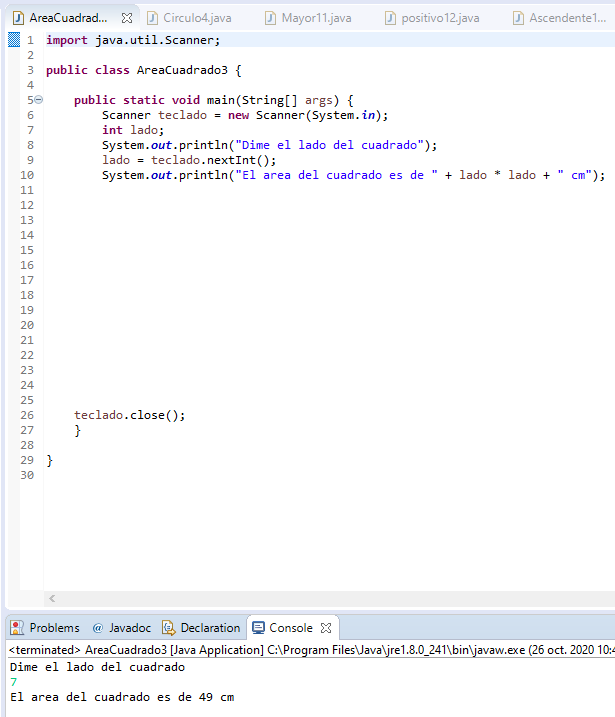 AreaCuadrad... Circulo4.java Mayor11.java positivo12.java Ascendente1...
1 import java.util.Scanner;
2
3 public class AreaCuadrado3 {
4
5 public static void main(String[] args) {
6 Scanner teclado = new Scanner(System.in);
7 int lado;
8 System.out.println("Dime el lado del cuadrado");
9 lado = teclado.nextInt();
10 System.out.println("El area del cuadrado es de " + lado * lado + " cm");
11
12
13
14
15
16
17
18
19
20
21
22
23
24
25
26 teclado.close();
27 }
28
29 }
30
Problems @ Javadoc Declaration Console
<terminated> AreaCuadrado3 [Java Application] C:\Program Files\Java\jre1.8.0_241\bin\javaw.exe (26 oct. 2020 10:4
Dime el lado del cuadrado
7
El area del cuadrado es de 49 cm